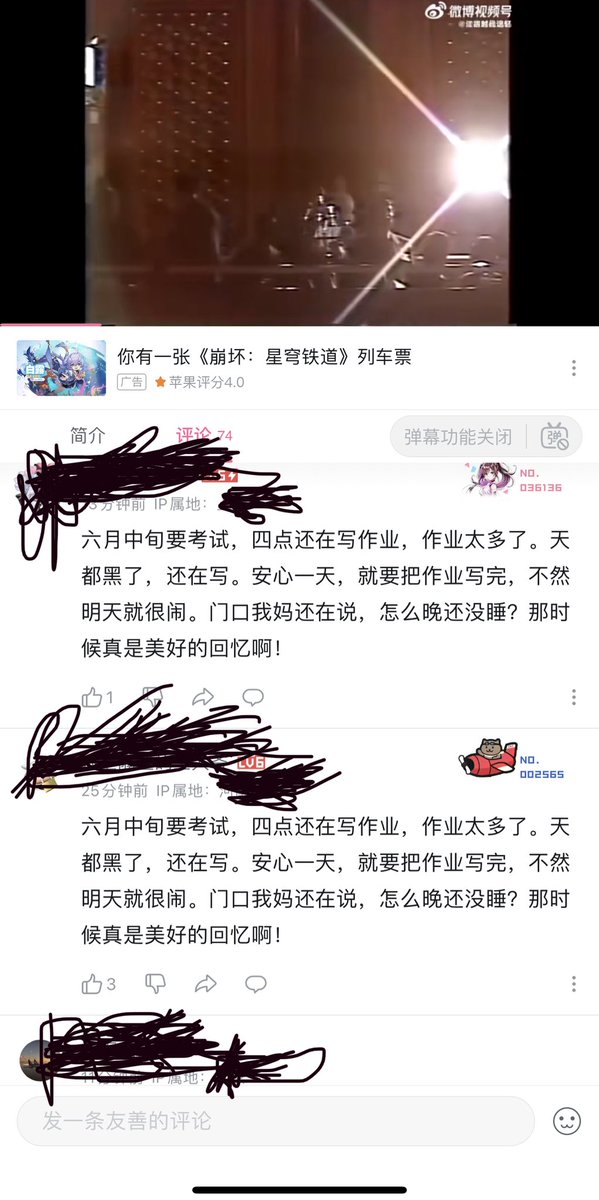 微博视频号
你有一张《崩坏：星穹铁道》列车票
白露
广告 苹果评分4.0
简介 评论 74 弹幕功能关闭 弹
NO.
036136
3分钟前 IP属地：
六月中旬要考试，四点还在写作业，作业太多了。天
都黑了，还在写。安心一天，就要把作业写完，不然
明天就很闹。门口我妈还在说，怎么晚还没睡？那时
候真是美好的回忆啊！
1
LV6
NO.
002565
25分钟前 IP属地：
六月中旬要考试，四点还在写作业，作业太多了。天
都黑了，还在写。安心一天，就要把作业写完，不然
明天就很闹。门口我妈还在说，怎么晚还没睡？那时
候真是美好的回忆啊！
3
11分钟前 IP属地：
发一条友善的评论